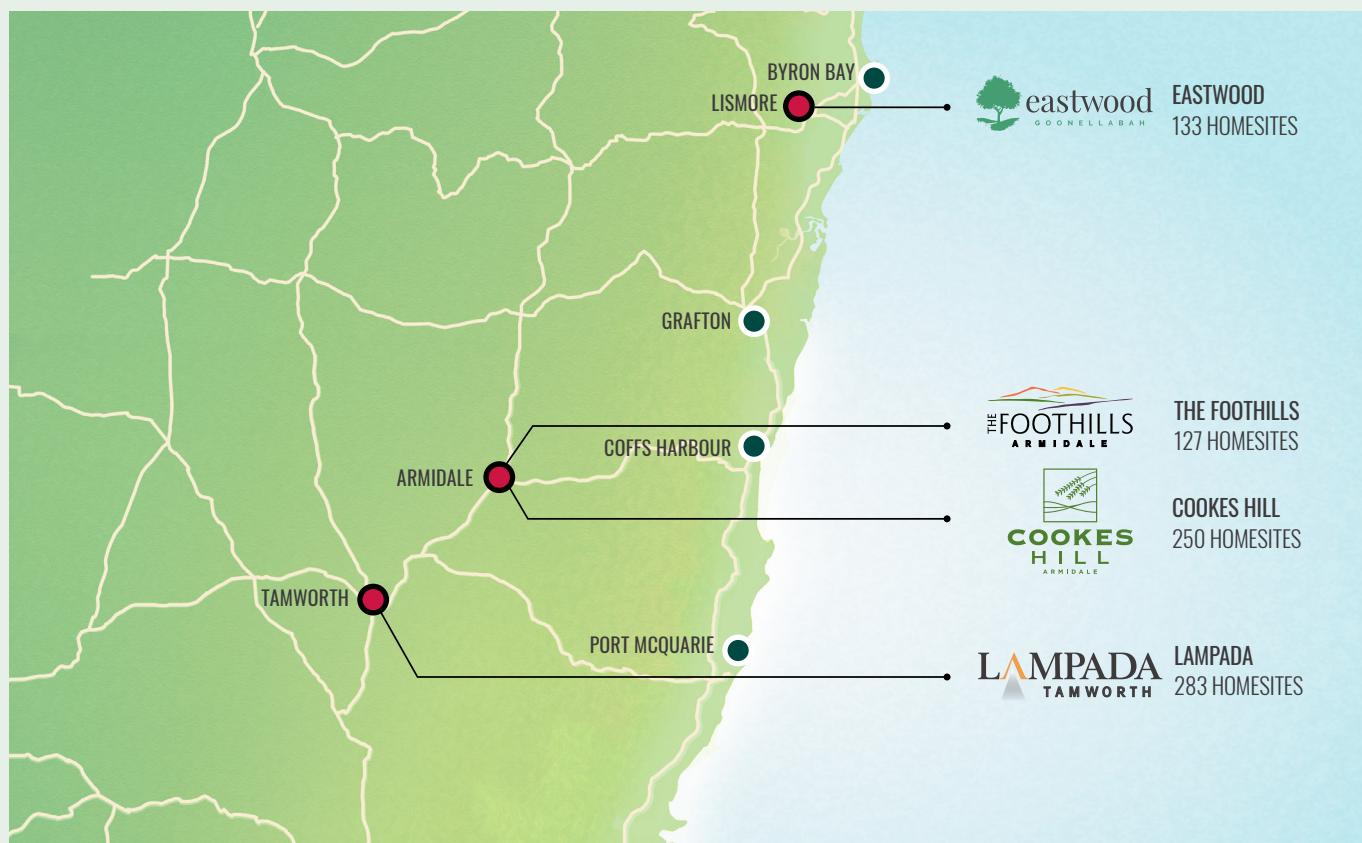 BYRON BAY
LISMORE
eastwood
GOONELLABAH
EASTWOOD
133 HOMESITES
GRAFTON
THE FOOTHILLS
ARMIDALE
THE FOOTHILLS
127 HOMESITES
COFFS HARBOUR
ARMIDALE
COOKES
HILL
ARMIDALE
COOKES HILL
250 HOMESITES
TAMWORTH
PORT MCQUARIE
LAMPADA
TAMWORTH
LAMPADA
283 HOMESITES